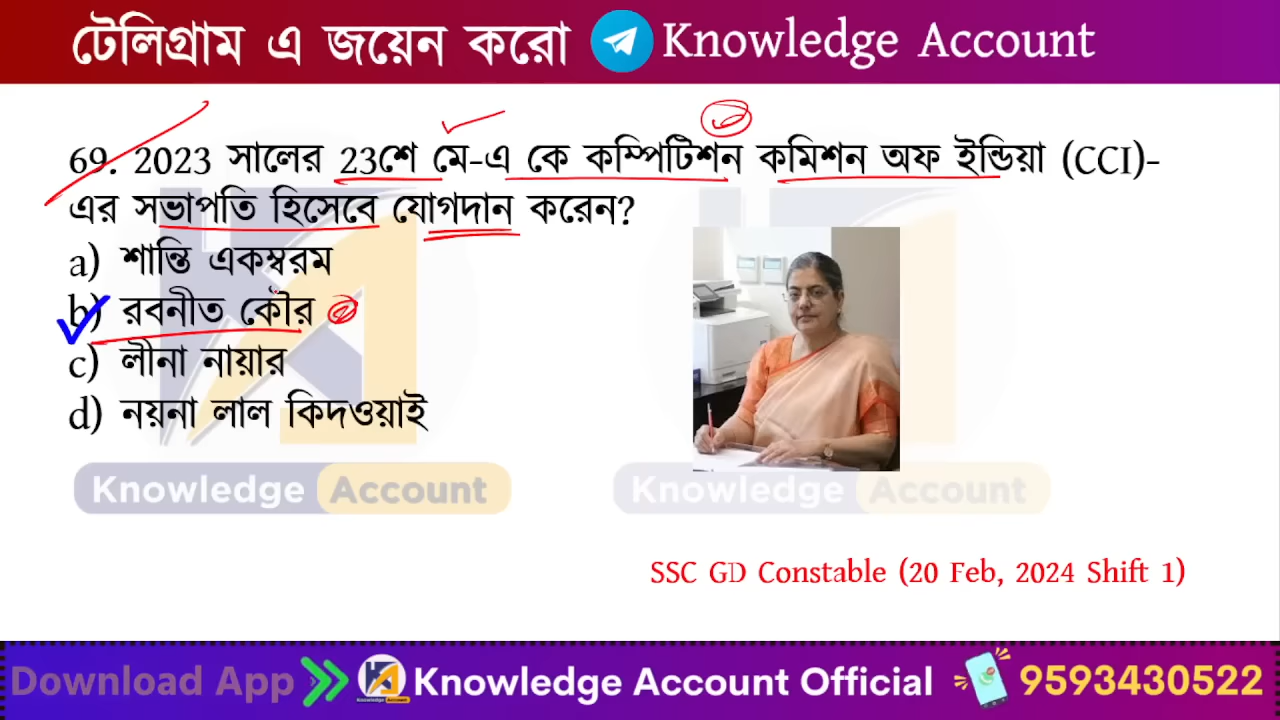 টেলিগ্রাম এ জয়েন করো Knowledge Account
69. 2023 সালের 23শে মে-এ কে কম্পিটিশন কমিশন অফ ইন্ডিয়া (CCI)-
এর সভাপতি হিসেবে যোগদান করেন?
a) শান্তি একম্বরম
b) রবনীত কৌর
c) লীনা নায়ার
d) নয়না লাল কিদওয়াই
Knowledge Account
Knowledge Account
SSC GD Constable (20 Feb, 2024 Shift 1)
Download App Knowledge Account Official 9593430522